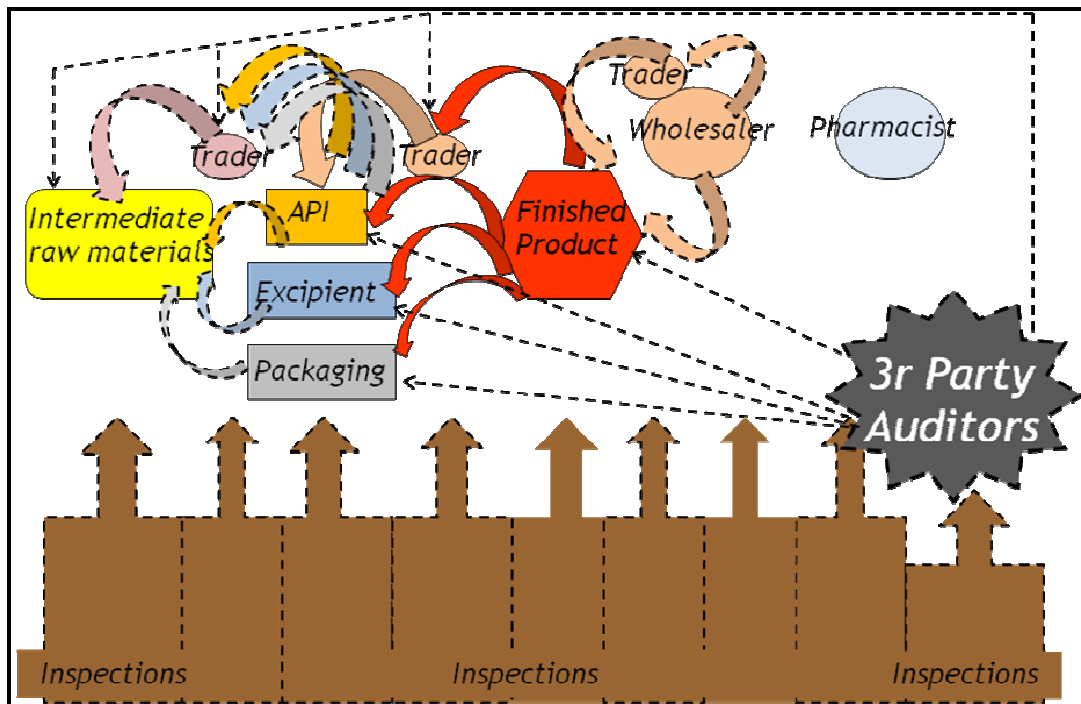 Trader
Wholesaler
Pharmacist
Trader
Trader
Intermediate
raw materials
API
Finished
Product
Excipient
Packaging
3r Party
Auditors
Inspections
Inspections
Inspections